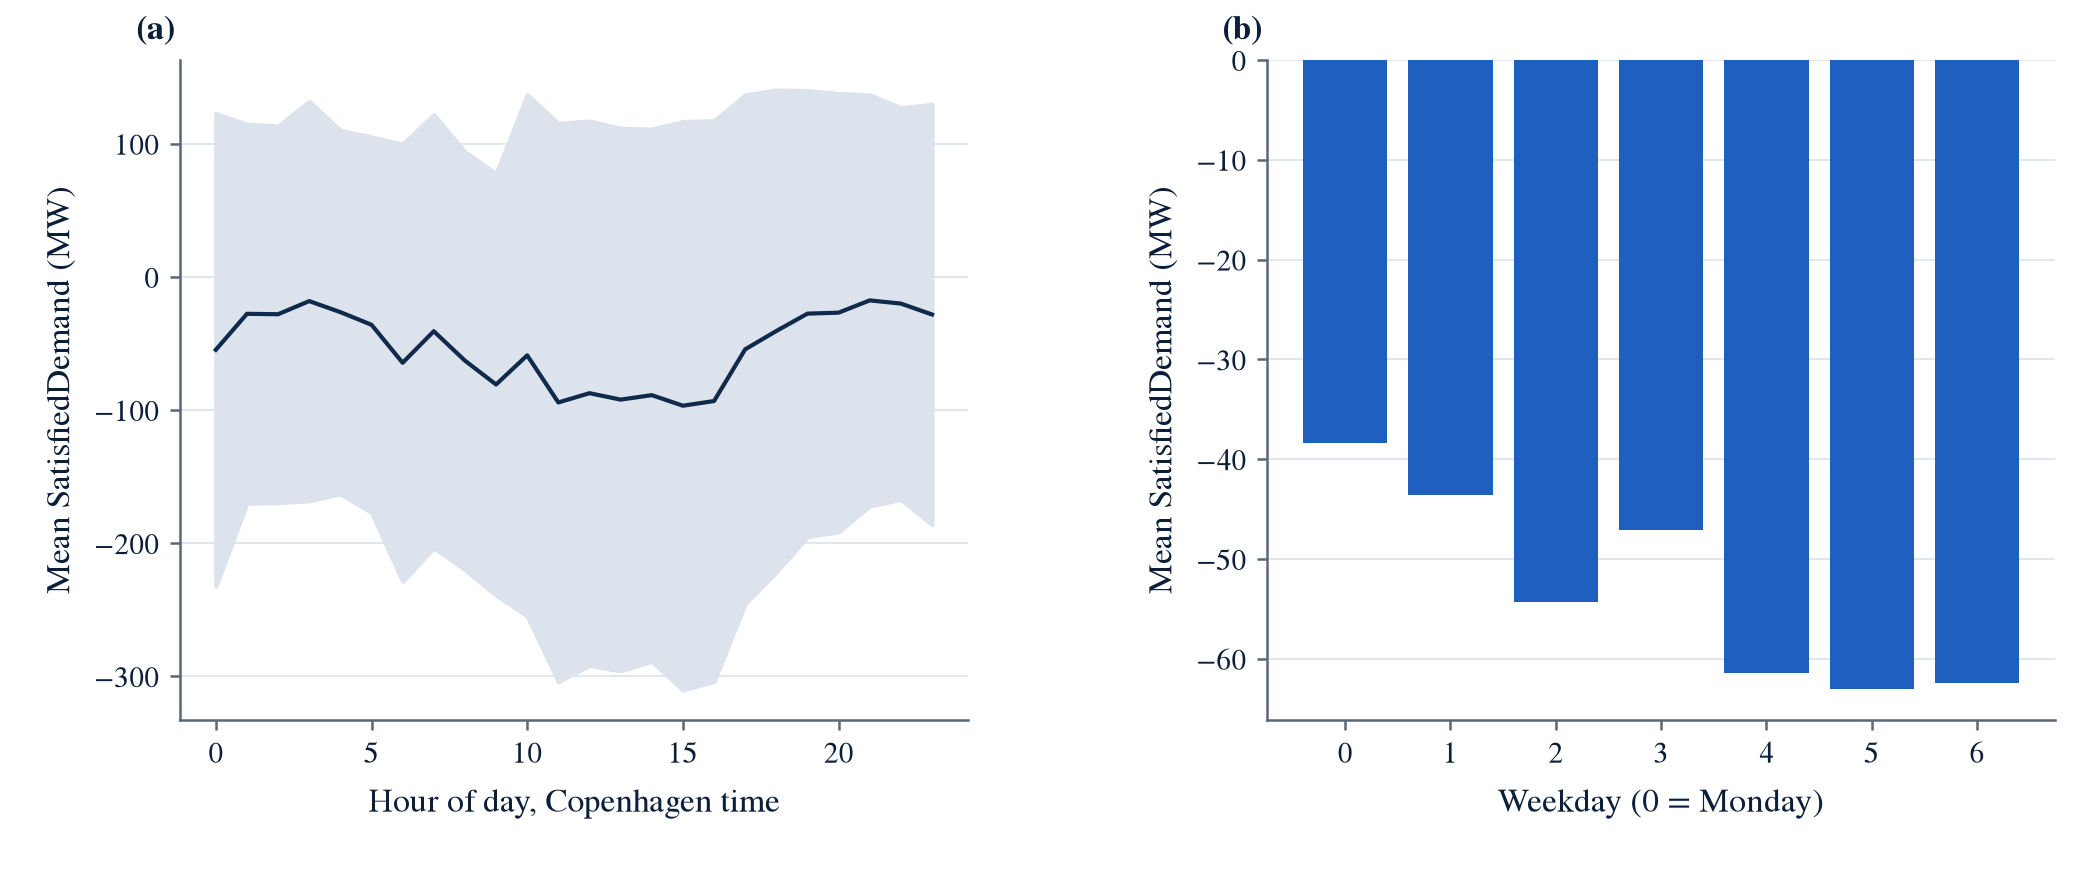 (a)
Mean SatisfiedDemand (MW)
100
0
−100
−200
−300
0 5 10 15 20
Hour of day, Copenhagen time
(b)
Mean SatisfiedDemand (MW)
0
−10
−20
−30
−40
−50
−60
0 1 2 3 4 5 6
Weekday (0 = Monday)